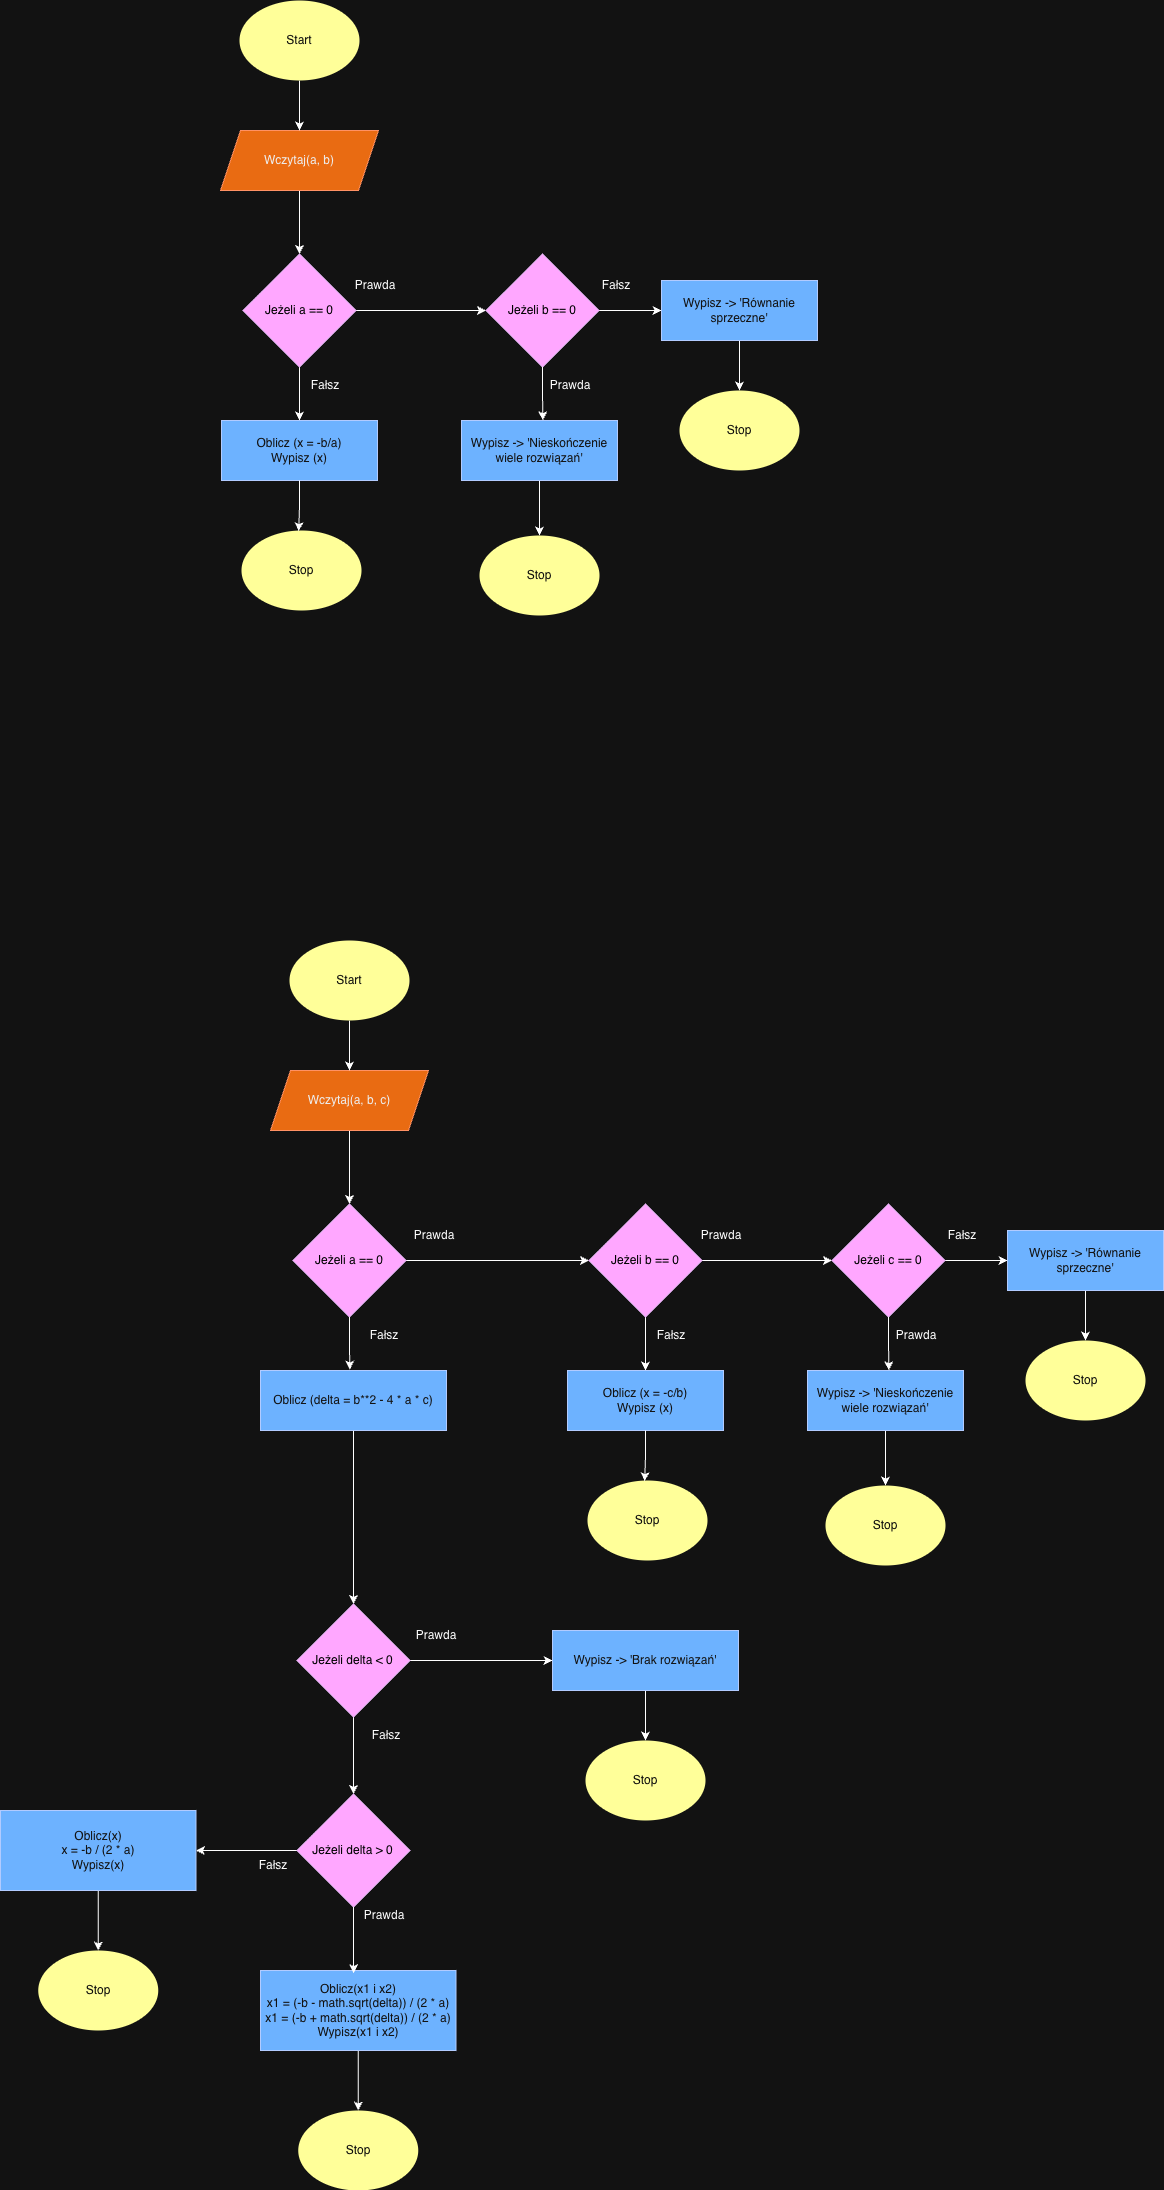 Start
Wczytaj(a, b)
Jeżeli a == 0
Prawda
Jeżeli b == 0
Fałsz
Wypisz -> 'Równanie
sprzeczne'
Stop
Fałsz
Oblicz (x = -b/a)
Wypisz (x)
Stop
Prawda
Wypisz -> 'Nieskończenie
wiele rozwiązań'
Stop
Start
Wczytaj(a, b, c)
Jeżeli a == 0
Prawda
Jeżeli b == 0
Prawda
Jeżeli c == 0
Fałsz
Wypisz -> 'Równanie
sprzeczne'
Stop
Fałsz
Oblicz (delta = b**2 - 4 * a * c)
Fałsz
Oblicz (x = -c/b)
Wypisz (x)
Stop
Prawda
Wypisz -> 'Nieskończenie
wiele rozwiązań'
Stop
Jeżeli delta < 0
Prawda
Wypisz -> 'Brak rozwiązań'
Stop
Fałsz
Jeżeli delta > 0
Fałsz
Oblicz(x)
x = -b / (2 * a)
Wypisz(x)
Stop
Prawda
Oblicz(x1 i x2)
x1 = (-b - math.sqrt(delta)) / (2 * a)
x1 = (-b + math.sqrt(delta)) / (2 * a)
Wypisz(x1 i x2)
Stop